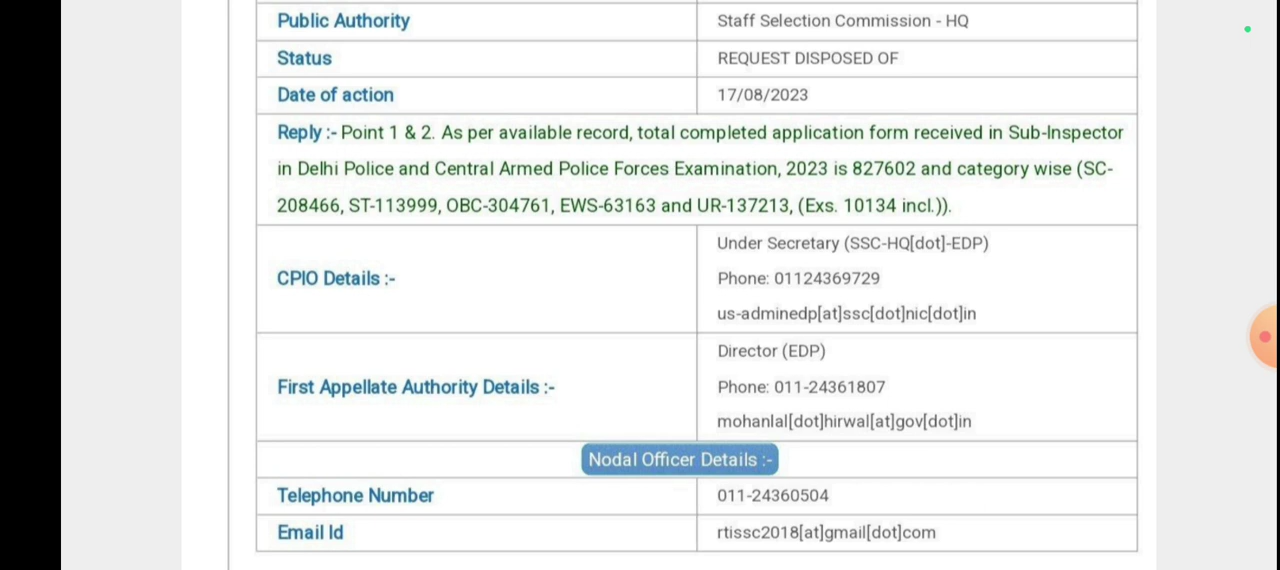 Public Authority
Staff Selection Commission - HQ
Status
REQUEST DISPOSED OF
Date of action
17/08/2023
Reply :- Point 1 & 2. As per available record, total completed application form received in Sub-Inspector
in Delhi Police and Central Armed Police Forces Examination, 2023 is 827602 and category wise (SC-
208466, ST-113999, OBC-304761, EWS-63163 and UR-137213, (Exs. 10134 incl.)).
CPIO Details :-
Under Secretary (SSC-HQ[dot]-EDP)
Phone: 01124369729
us-adminedp[at]ssc[dot]nic[dot]in
First Appellate Authority Details :-
Director (EDP)
Phone: 011-24361807
mohanlal[dot]hirwal[at]gov[dot]in
Nodal Officer Details :-
Telephone Number
011-24360504
Email Id
rtissc2018[at]gmail[dot]com